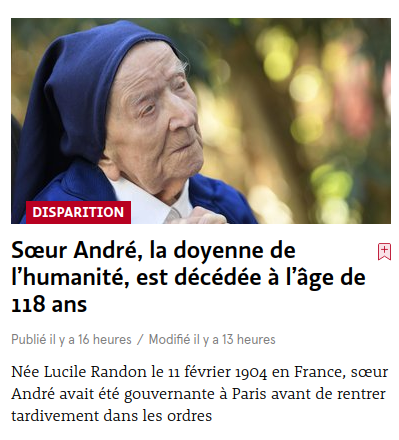 DISPARITION
Sœur André, la doyenne de
l’humanité, est décédée à l’âge de
118 ans
Publié il y a 16 heures / Modifié il y a 13 heures
Née Lucile Randon le 11 février 1904 en France, sœur
André avait été gouvernante à Paris avant de rentrer
tardivement dans les ordres